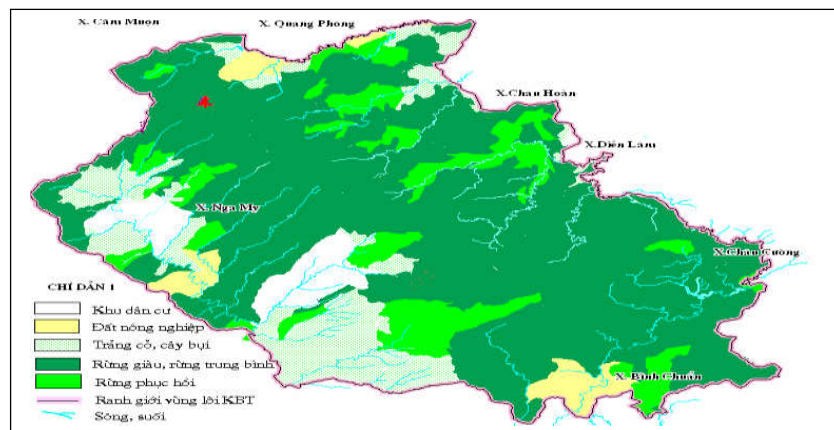 X. Cắm Muộn
X. Quang Phong
X.Chau Hoàn
X.Diên Lãm
X. Nga My
X.Chau Cường
CHỈ DẪN 1
Khu dân cư
Đất nông nghiệp
Trảng cỏ, cây bụi
Rừng giàu, rừng trung bình
Rừng phục hồi
X. Bình Chuẩn
Ranh giới vùng lõi KBT
Sông, suối